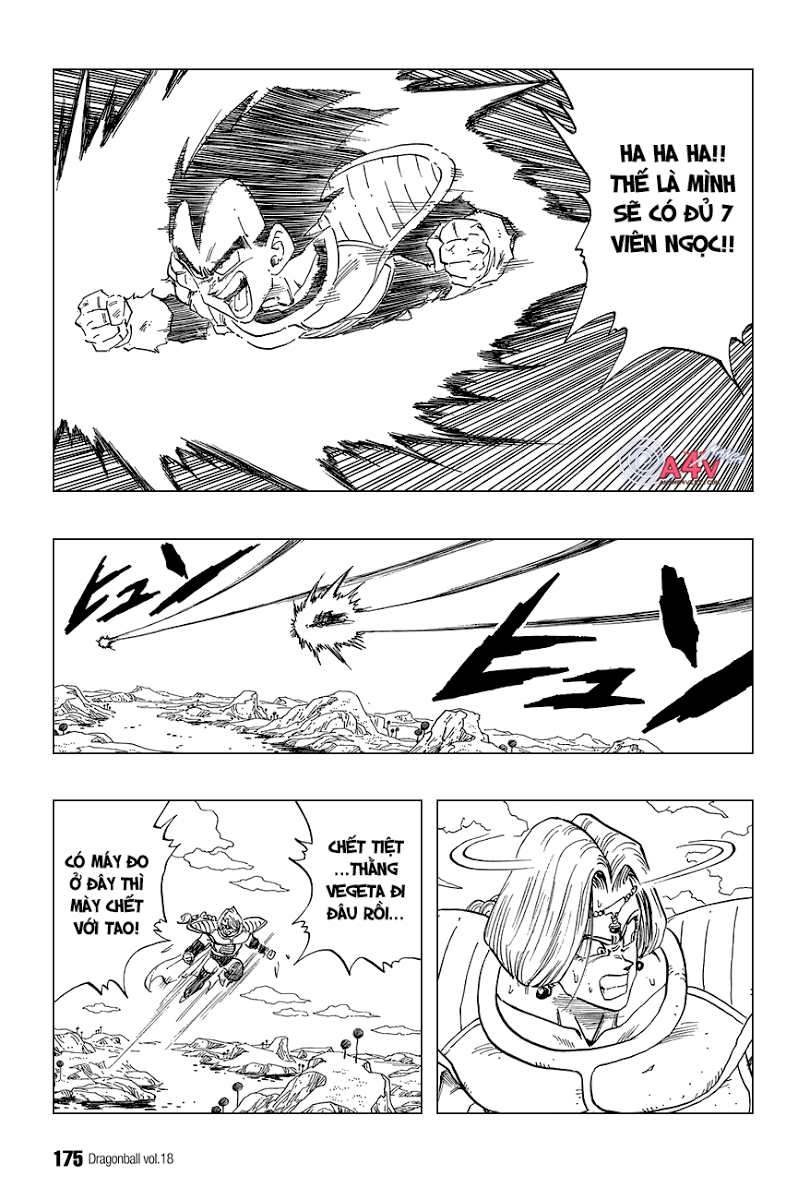 HA HA HA!!
THẾ LÀ MÌNH
SẼ CÓ ĐỦ 7
VIÊN NGỌC!!
A4V
ヒュン
ヒュン
CHẾT TIỆT
...THẰNG
VEGETA ĐI
ĐÂU RỒI...
CÓ MÁY ĐO
Ở ĐÂY THÌ
MÀY CHẾT
VỚI TAO!
175 Dragonball vol.18